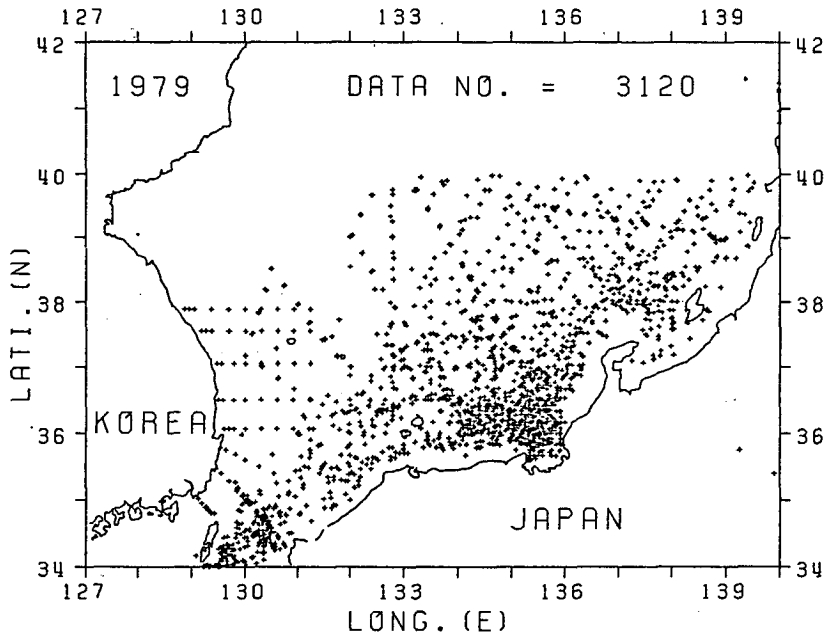 127 130 133 136 139
42 42
1979 DATA NO. = 3120
40 40
38 38
LATI.(N)
KOREA
36 36
JAPAN
34 34
127 130 133 136 139
LONG.(E)